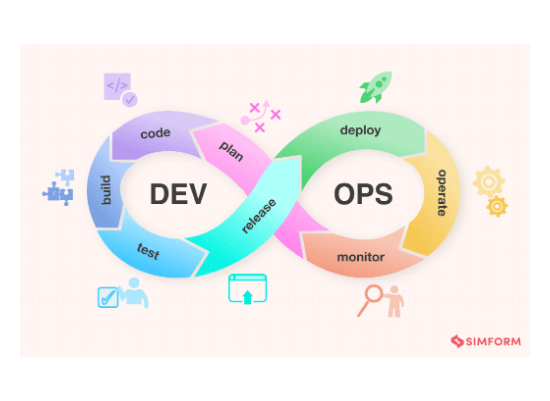 </>
code
plan
deploy
build
DEV
OPS
operate
release
test
monitor
SIMFORM